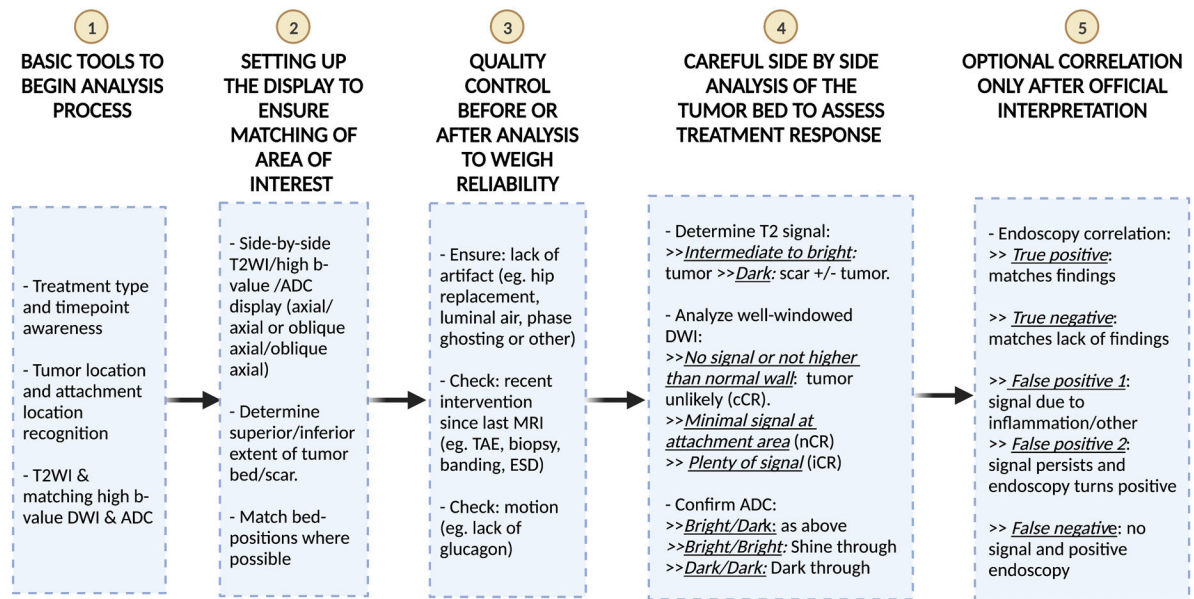 1
BASIC TOOLS TO
BEGIN ANALYSIS
PROCESS
- Treatment type
and timepoint
awareness
- Tumor location
and attachment
location
recognition
- T2WI &
matching high b-
value DWI & ADC
2
SETTING UP
THE DISPLAY TO
ENSURE
MATCHING OF
AREA OF
INTEREST
- Side-by-side
T2WI/high b-
value /ADC
display (axial/
axial or oblique
axial/oblique
axial)
- Determine
superior/inferior
extent of tumor
bed/scar.
- Match bed-
positions where
possible
3
QUALITY
CONTROL
BEFORE OR
AFTER ANALYSIS
TO WEIGH
RELIABILITY
- Ensure: lack of
artifact (eg. hip
replacement,
luminal air, phase
ghosting or other)
- Check: recent
intervention
since last MRI
(eg. TAE, biopsy,
banding, ESD)
- Check: motion
(eg. lack of
glucagon)
4
CAREFUL SIDE BY SIDE
ANALYSIS OF THE
TUMOR BED TO ASSESS
TREATMENT RESPONSE
- Determine T2 signal:
>>Intermediate to bright:
tumor >>Dark: scar +/- tumor.
- Analyze well-windowed
DWI:
>>No signal or not higher
than normal wall: tumor
unlikely (cCR).
>>Minimal signal at
attachment area (nCR)
>> Plenty of signal (iCR)
- Confirm ADC:
>>Bright/Dark: as above
>>Bright/Bright: Shine through
>>Dark/Dark: Dark through
5
OPTIONAL CORRELATION
ONLY AFTER OFFICIAL
INTERPRETATION
- Endoscopy correlation:
>> True positive:
matches findings
>> True negative:
matches lack of findings
>> False positive 1:
signal due to
inflammation/other
>> False positive 2:
signal persists and
endoscopy turns positive
>> False negative: no
signal and positive
endoscopy